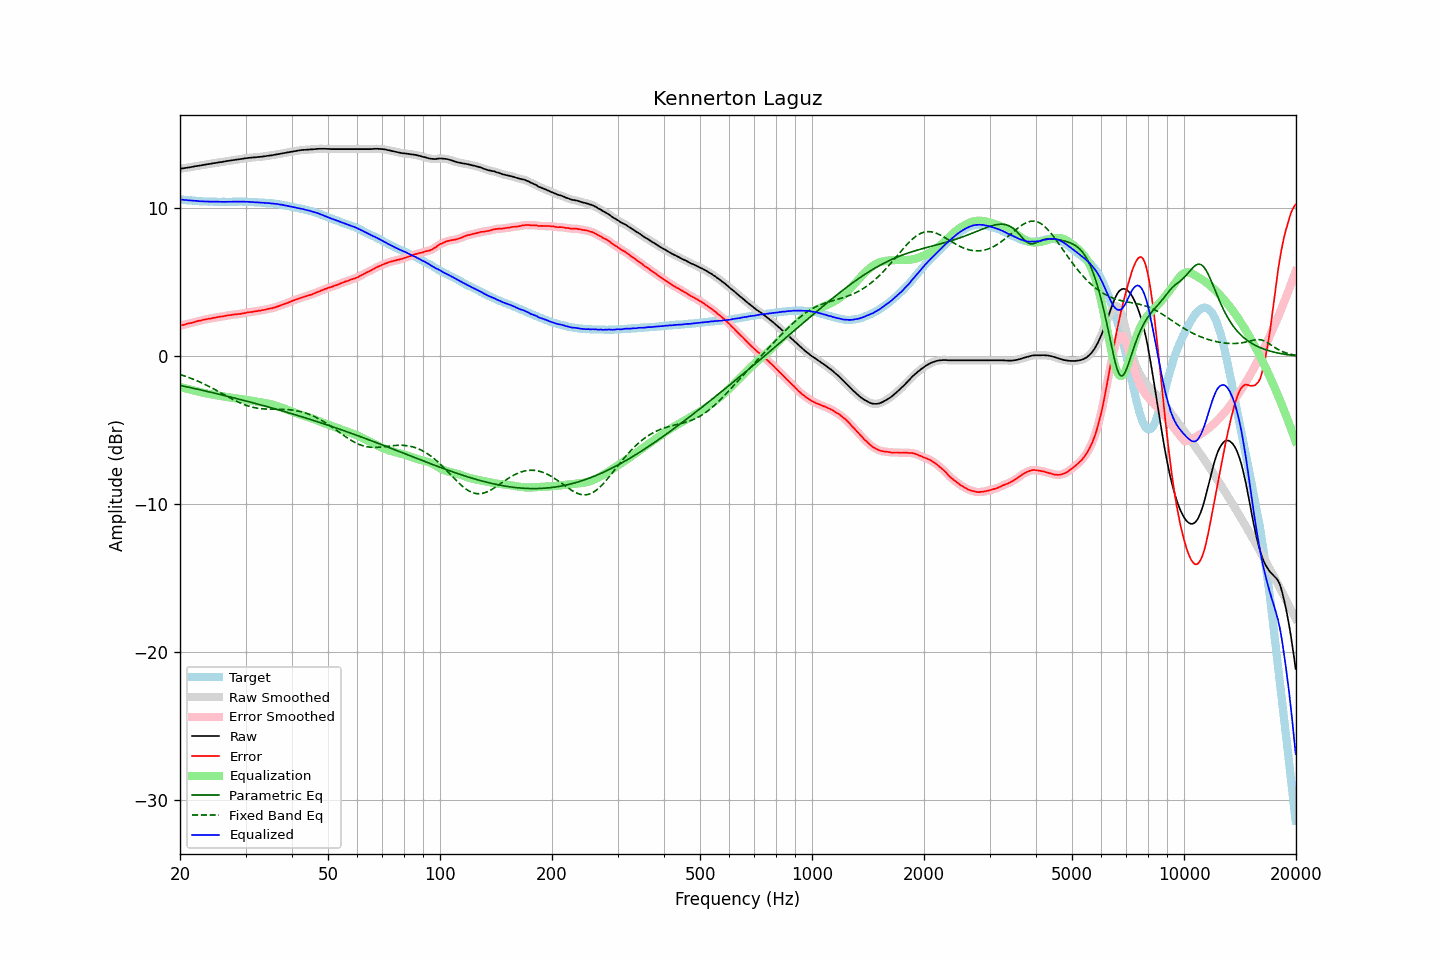 Kennerton Laguz
Amplitude (dBr)
10
0
−10
−20
−30
Target
Raw Smoothed
Error Smoothed
Raw
Error
Equalization
Parametric Eq
Fixed Band Eq
Equalized
20 50 100 200 500 1000 2000 5000 10000 20000
Frequency (Hz)